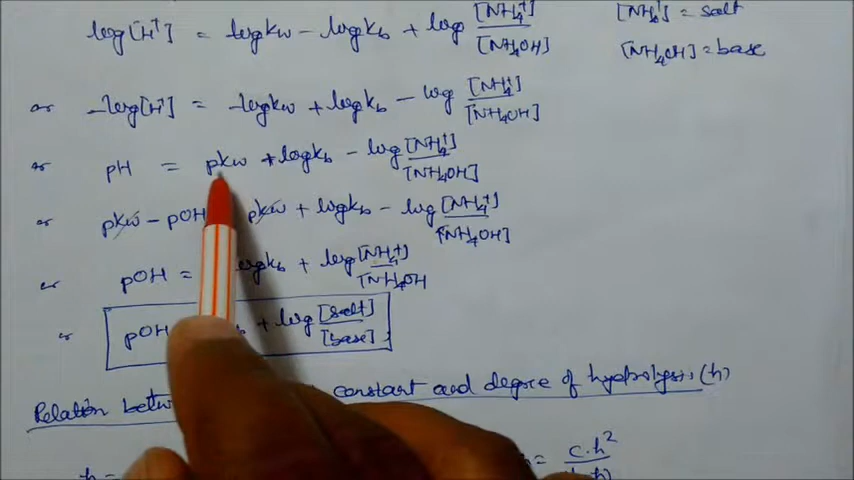 log[H⁺] = logKw - logKb + log [NH₄⁺]/[NH₄OH]
[NH₄⁺] = salt
[NH₄OH] = base
or -log[H⁺] = -logKw + logKb - log [NH₄⁺]/[NH₄OH]
or pH = pKw + logKb - log [NH₄⁺]/[NH₄OH]
or pKw - pOH pKw + logKb - log [NH₄⁺]/[NH₄OH]
or pOH = logKb + log [NH₄⁺]/[NH₄OH
or pOH + log [salt]/[base]
Relation constant and degree of hydrolysis (h)
h = = c.h²